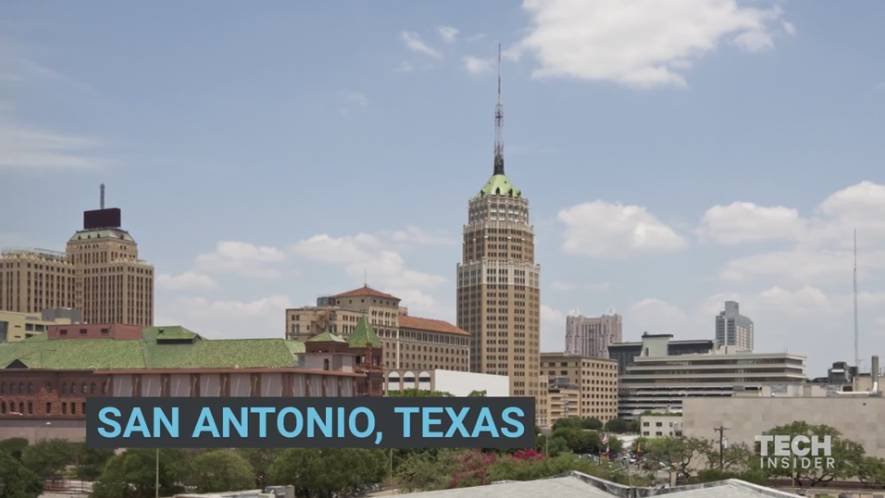 SAN ANTONIO, TEXAS
TECH
INSIDER